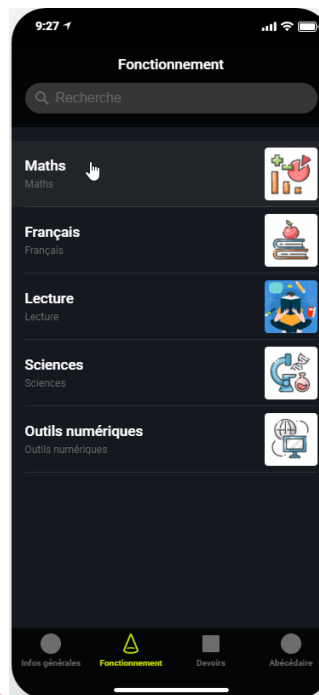 9:27
Fonctionnement
Recherche
Maths
Maths
Français
Français
Lecture
Lecture
Sciences
Sciences
Outils numériques
Outils numériques
Infos générales
Fonctionnement
Devoirs
Abécédaire